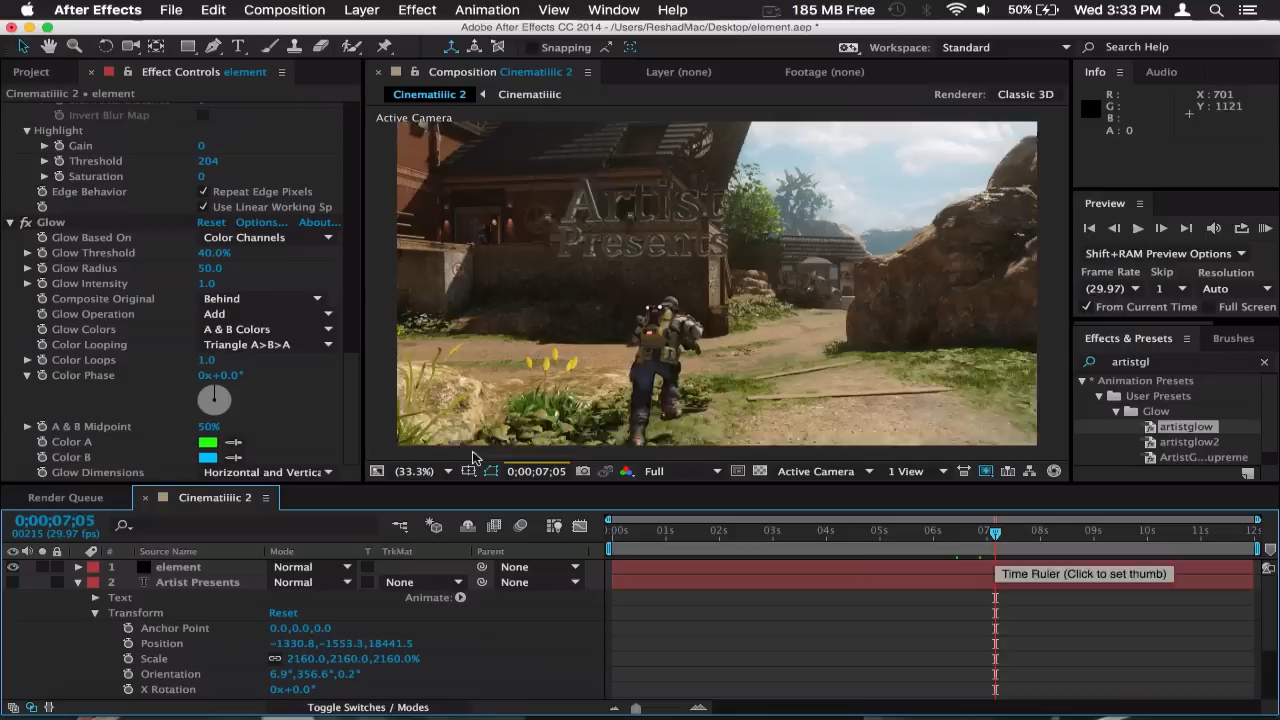 After Effects File Edit Composition Layer Effect Animation View Window Help 185 MB Free 50% Wed 3:33 PM
Adobe After Effects CC 2014 - /Users/ReshadMac/Desktop/element.aep *
Snapping Workspace: Standard Search Help
Project × Effect Controls element
Composition Cinematiiiic 2 Layer (none) Footage (none)
Info Audio
Cinematiiiic 2 • element
Cinematiiiic 2 Cinematiiiic Renderer: Classic 3D
R: X: 701
G: Y: 1121
B:
A: 0
Active Camera
Invert Blur Map
Highlight
Gain 0
Threshold 204
Saturation 0
Edge Behavior Repeat Edge Pixels
Use Linear Working Sp
Glow Reset Options... About...
Glow Based On Color Channels
Glow Threshold 40.0%
Glow Radius 50.0
Glow Intensity 1.0
Composite Original Behind
Glow Operation Add
Glow Colors A & B Colors
Color Looping Triangle A>B>A
Color Loops 1.0
Color Phase 0x+0.0°
A & B Midpoint 50%
Color A
Color B
Glow Dimensions Horizontal and Vertica
Artist
Presents
Preview
Shift+RAM Preview Options
Frame Rate Skip Resolution
(29.97) 1 Auto
From Current Time Full Screen
Effects & Presets Brushes
artistgl
* Animation Presets
User Presets
Glow
artistglow
artistglow2
ArtistG...upreme
(33.3%) 0;00;07;05 Full Active Camera 1 View
Render Queue × Cinematiiiic 2
0;00;07;05
00215 (29.97 fps)
:00s 01s 02s 03s 04s 05s 06s 07s 08s 09s 10s 11s 12s
# Source Name Mode T TrkMat Parent
1 element Normal None
2 T Artist Presents Normal None None
Time Ruler (Click to set thumb)
Text Animate:
Transform Reset
Anchor Point 0.0,0.0,0.0
Position -1330.8,-1553.3,18441.5
Scale 2160.0,2160.0,2160.0%
Orientation 6.9°,356.6°,0.2°
X Rotation 0x+0.0°
Toggle Switches / Modes